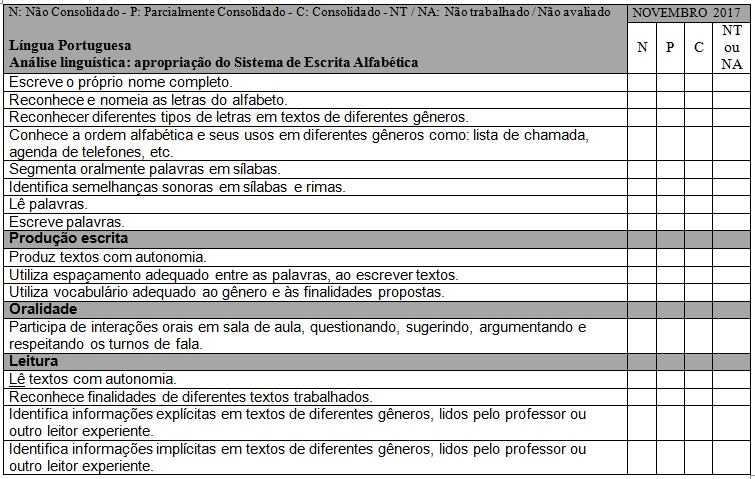 N: Não Consolidado - P: Parcialmente Consolidado - C: Consolidado - NT / NA: Não trabalhado / Não avaliado
NOVEMBRO 2017
Língua Portuguesa
Análise linguística: apropriação do Sistema de Escrita Alfabética
N P C NT
ou
NA
Escreve o próprio nome completo.
Reconhece e nomeia as letras do alfabeto.
Reconhecer diferentes tipos de letras em textos de diferentes gêneros.
Conhece a ordem alfabética e seus usos em diferentes gêneros como: lista de chamada,
agenda de telefones, etc.
Segmenta oralmente palavras em sílabas.
Identifica semelhanças sonoras em sílabas e rimas.
Lê palavras.
Escreve palavras.
Produção escrita
Produz textos com autonomia.
Utiliza espaçamento adequado entre as palavras, ao escrever textos.
Utiliza vocabulário adequado ao gênero e às finalidades propostas.
Oralidade
Participa de interações orais em sala de aula, questionando, sugerindo, argumentando e
respeitando os turnos de fala.
Leitura
Lê textos com autonomia.
Reconhece finalidades de diferentes textos trabalhados.
Identifica informações explícitas em textos de diferentes gêneros, lidos pelo professor ou
outro leitor experiente.
Identifica informações implícitas em textos de diferentes gêneros, lidos pelo professor ou
outro leitor experiente.